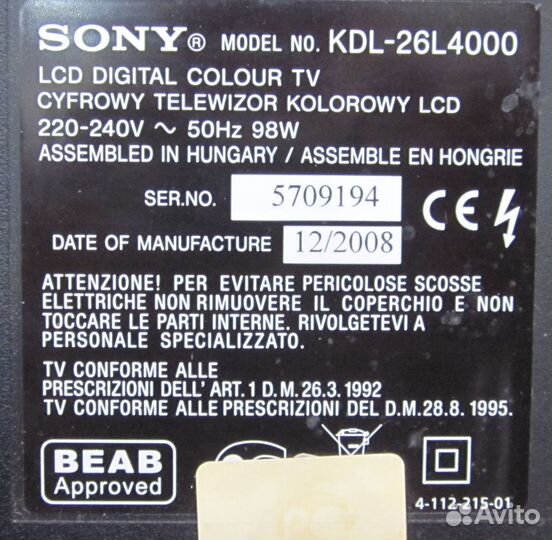 SONY® MODEL NO. KDL-26L4000
LCD DIGITAL COLOUR TV
CYFROWY TELEWIZOR KOLOROWY LCD
220-240V ~ 50Hz 98W
ASSEMBLED IN HUNGARY / ASSEMBLE EN HONGRIE
SER.NO. 5709194
CE
DATE OF MANUFACTURE 12/2008
ATTENZIONE! PER EVITARE PERICOLOSE SCOSSE
ELETTRICHE NON RIMUOVERE IL COPERCHIO E NON
TOCCARE LE PARTI INTERNE. RIVOLGETEVI A
PERSONALE SPECIALIZZATO.
TV CONFORME ALLE
PRESCRIZIONI DELL' ART.1 D.M.26.3. 1992
TV CONFORME ALLE PRESCRIZIONI DEL D.M.28.8. 1995.
BEAB
Approved
4-112-215-01
Avito